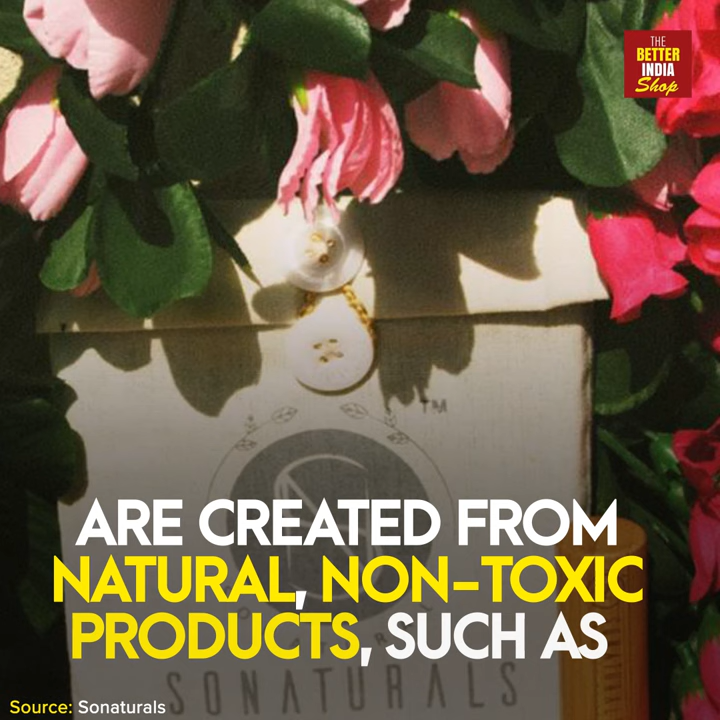 THE
BETTER
INDIA
Shop
TM
ARE CREATED FROM
NATURAL, NON-TOXIC
PRODUCTS, SUCH AS
SONATURALS
Source: Sonaturals